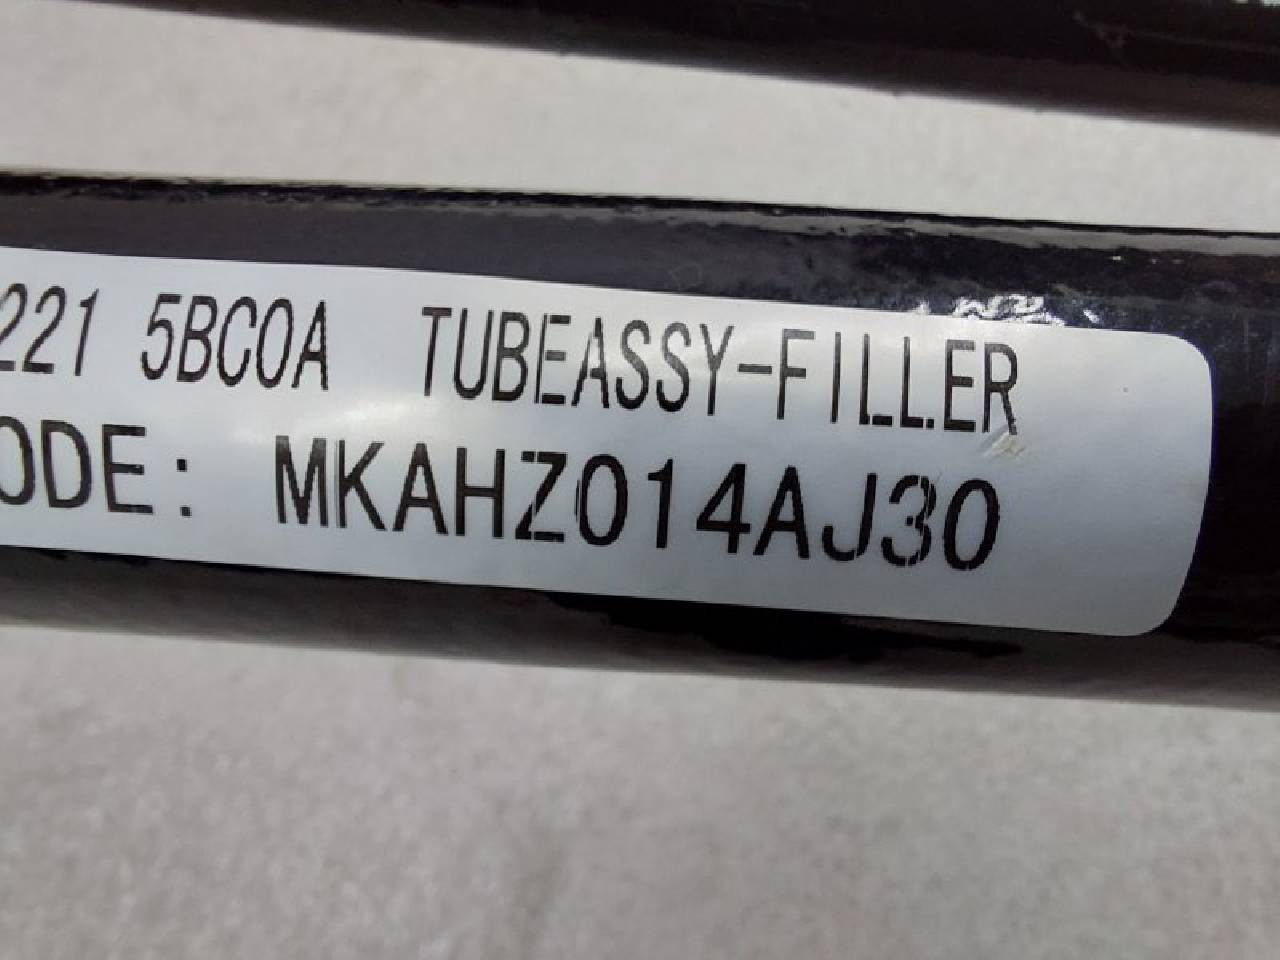 221 5BC0A TUBEASSY-FILLER
ODE: MKAHZ014AJ30